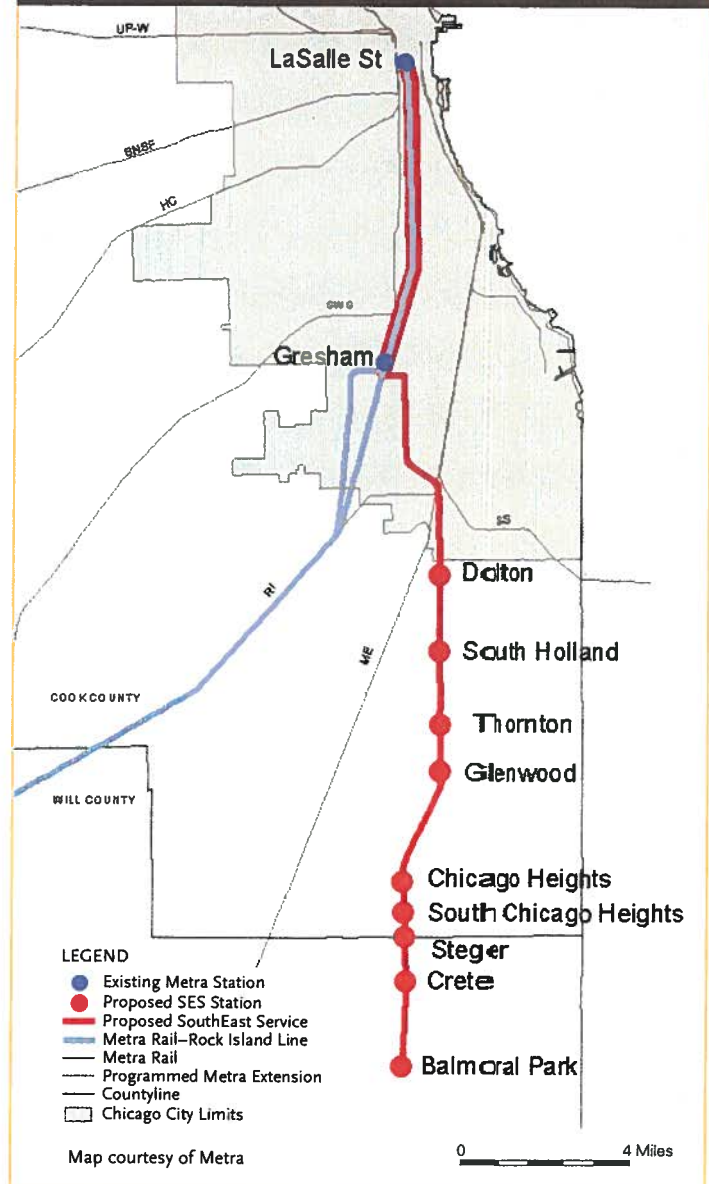 UP-W
LaSalle St
BNSF
HC
SWS
Gresham
SS
Dolton
RI
South Holland
ME
COOK COUNTY
Thornton
Glenwood
WILL COUNTY
Chicago Heights
South Chicago Heights
Steger
Crete
Balmoral Park
LEGEND
Existing Metra Station
Proposed SES Station
Proposed SouthEast Service
Metra Rail–Rock Island Line
Metra Rail
Programmed Metra Extension
Countyline
Chicago City Limits
Map courtesy of Metra
0 4 Miles